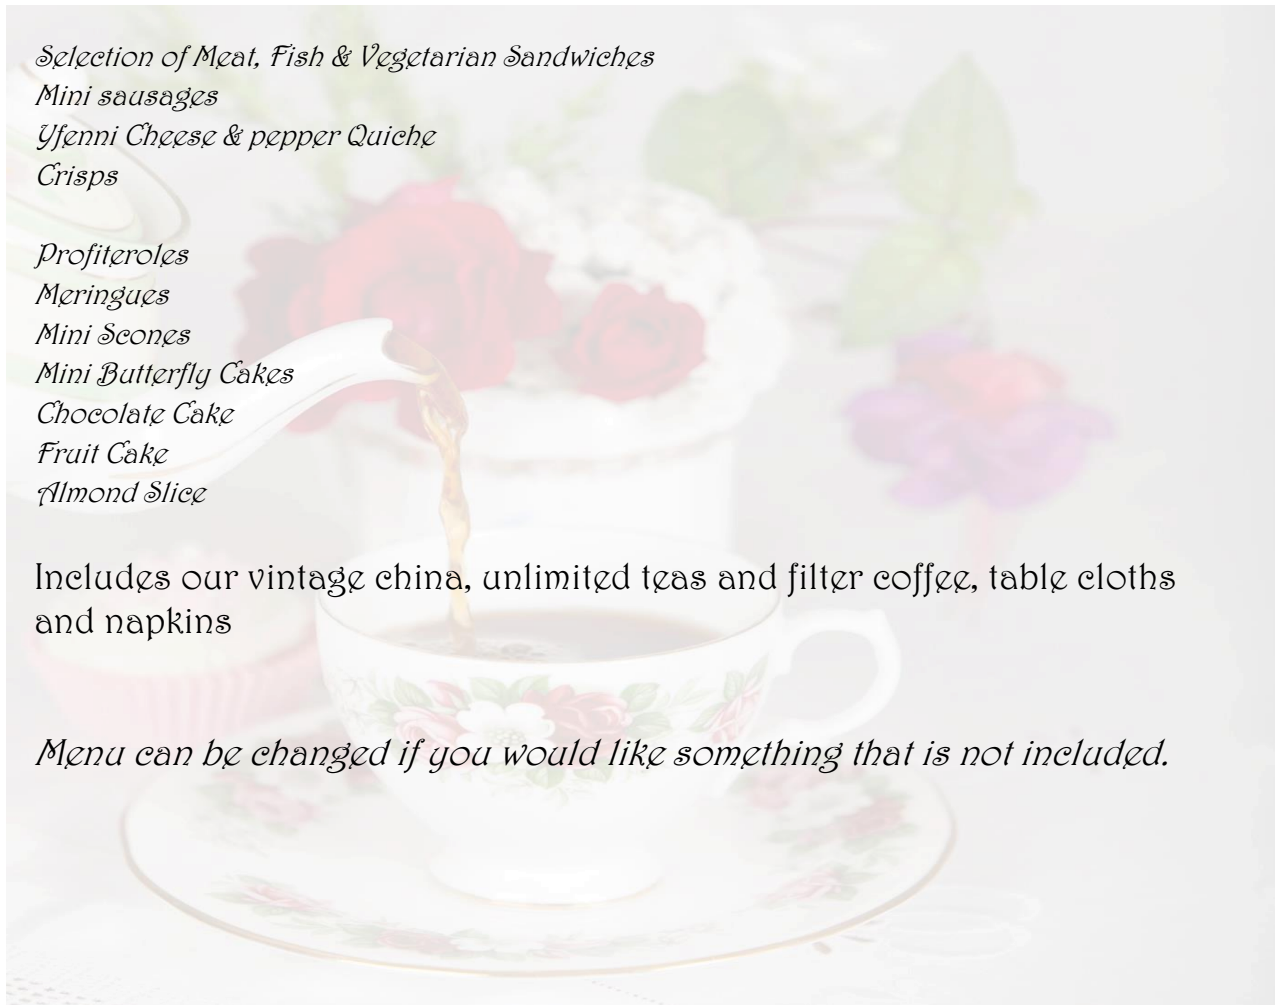 Selection of Meat, Fish & Vegetarian Sandwiches
Mini sausages
Yfenni Cheese & pepper Quiche
Crisps
Profiteroles
Meringues
Mini Scones
Mini Butterfly Cakes
Chocolate Cake
Fruit Cake
Almond Slice
Includes our vintage china, unlimited teas and filter coffee, table cloths
and napkins
Menu can be changed if you would like something that is not included.